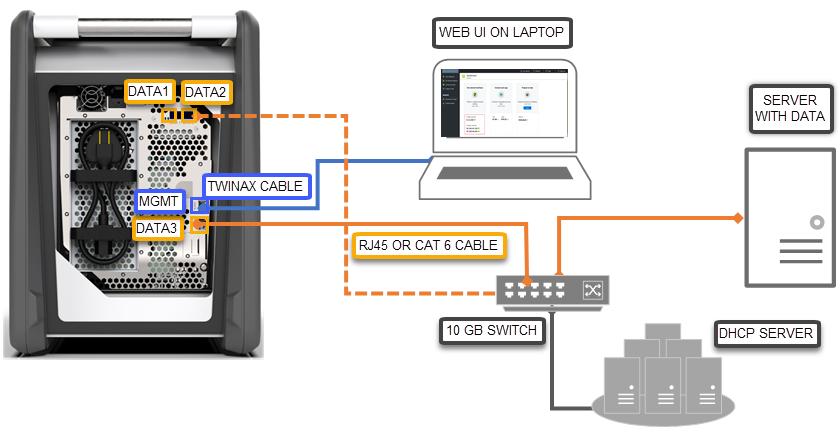 WEB UI ON LAPTOP
DATA1
DATA2
SERVER
WITH DATA
TWINAX CABLE
MGMT
DATA3
RJ45 OR CAT 6 CABLE
10 GB SWITCH
DHCP SERVER